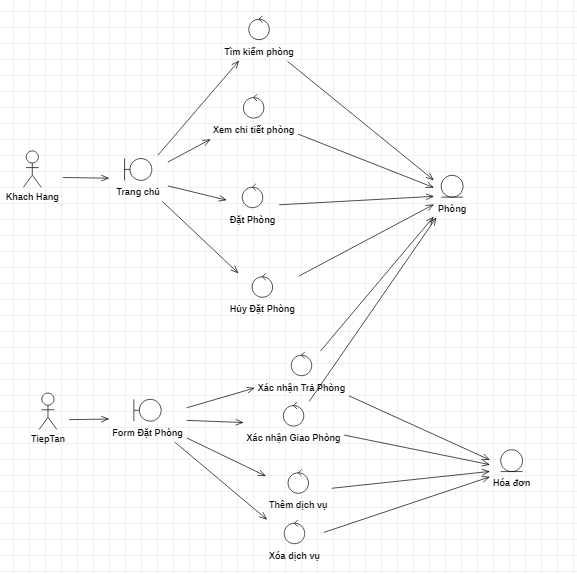 Tìm kiếm phòng
Xem chi tiết phòng
Khach Hang
Trang chủ
Đặt Phòng
Phòng
Hủy Đặt Phòng
Xác nhận Trả Phòng
TiepTan
Form Đặt Phòng
Xác nhận Giao Phòng
Hóa đơn
Thêm dịch vụ
Xóa dịch vụ